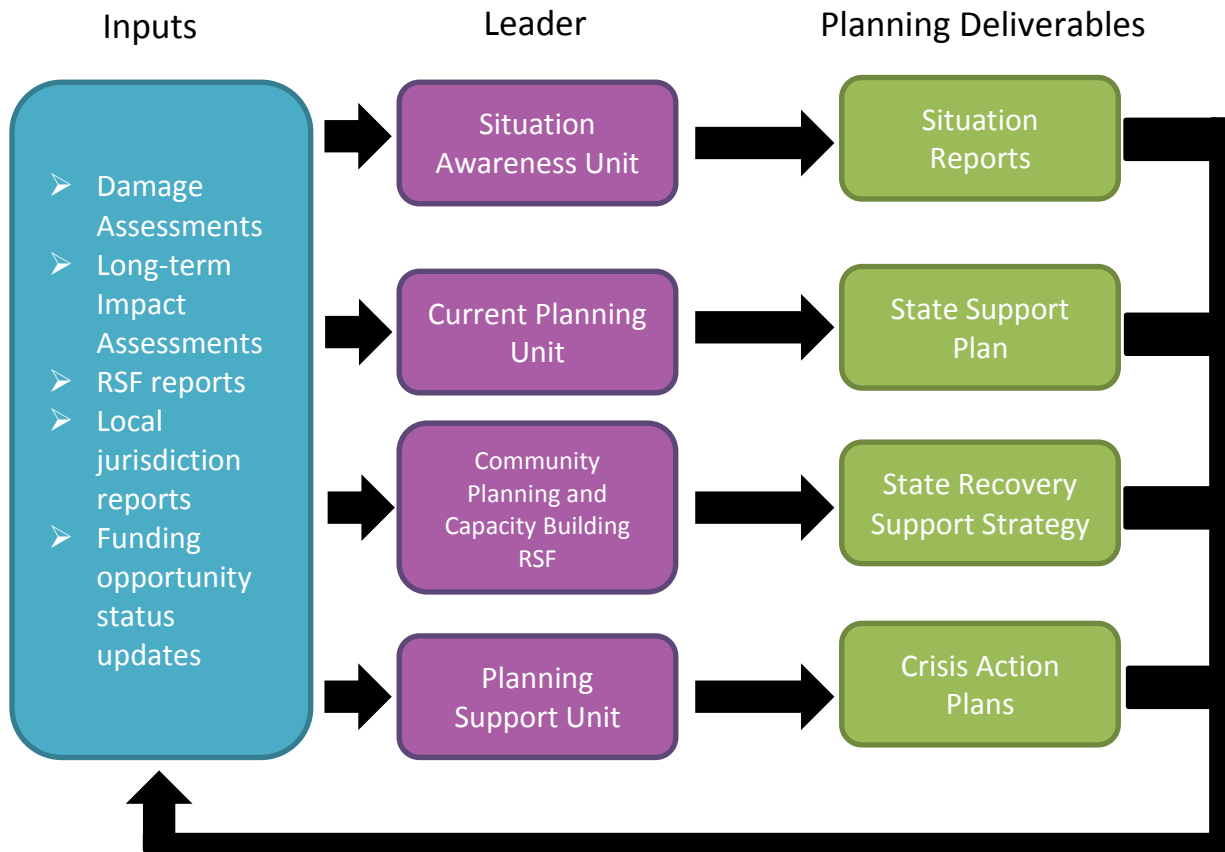 Inputs
Leader
Planning Deliverables
➢ Damage
Assessments
➢ Long-term
Impact
Assessments
➢ RSF reports
➢ Local
jurisdiction
reports
➢ Funding
opportunity
status
updates
Situation
Awareness Unit
Situation
Reports
Current Planning
Unit
State Support
Plan
Community
Planning and
Capacity Building
RSF
State Recovery
Support Strategy
Planning
Support Unit
Crisis Action
Plans